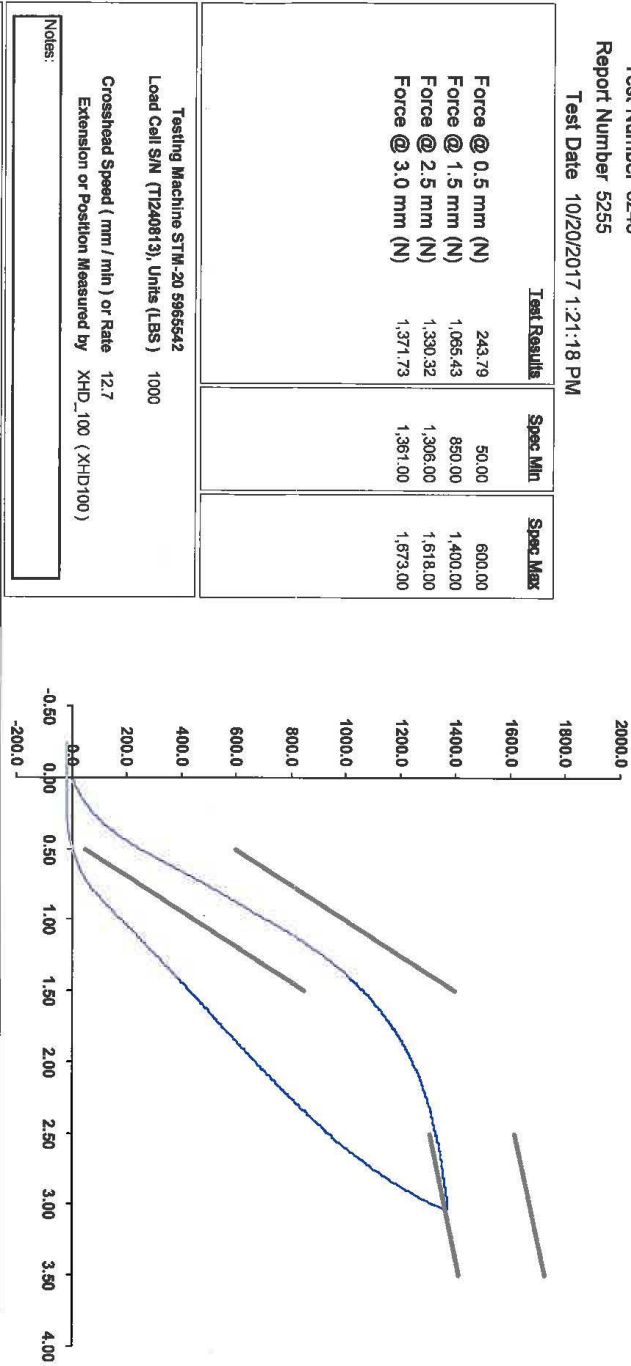 Report Number 5255
Test Date 10/20/2017 1:21:18 PM
Test Results Spec Min Spec Max
Force @ 0.5 mm (N) 243.79 50.00 600.00
Force @ 1.5 mm (N) 1,065.43 850.00 1,400.00
Force @ 2.5 mm (N) 1,330.32 1,306.00 1,618.00
Force @ 3.0 mm (N) 1,371.73 1,361.00 1,673.00
Testing Machine STM-20 5965542
Load Cell S/N (TI240813), Units (LBS) 1000
Crosshead Speed (mm / min) or Rate 12.7
Extension or Position Measured by XHD_100 (XHD100)
Notes:
2000.0
1800.0
1600.0
1400.0
1200.0
1000.0
800.0
600.0
400.0
200.0
0.0
-200.0
-0.50 0.00 0.50 1.00 1.50 2.00 2.50 3.00 3.50 4.00